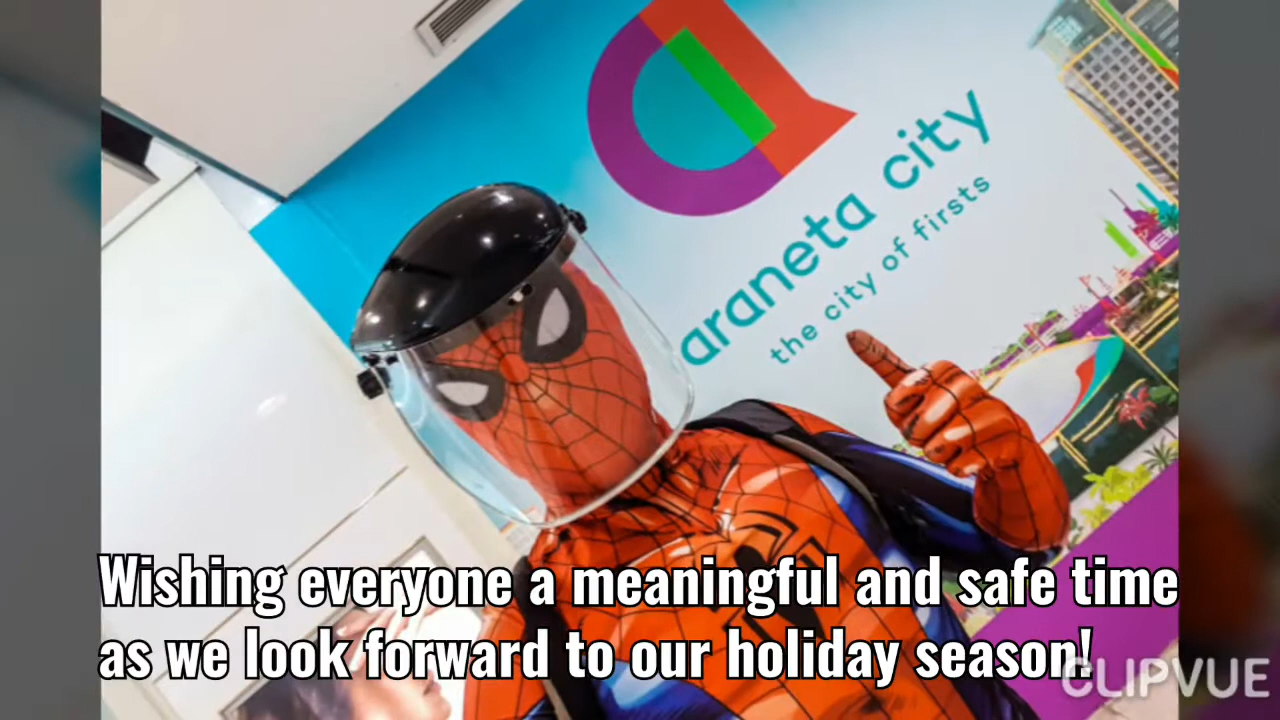 araneta city
the city of firsts
Wishing everyone a meaningful and safe time
as we look forward to our holiday season!
CLIPVUE